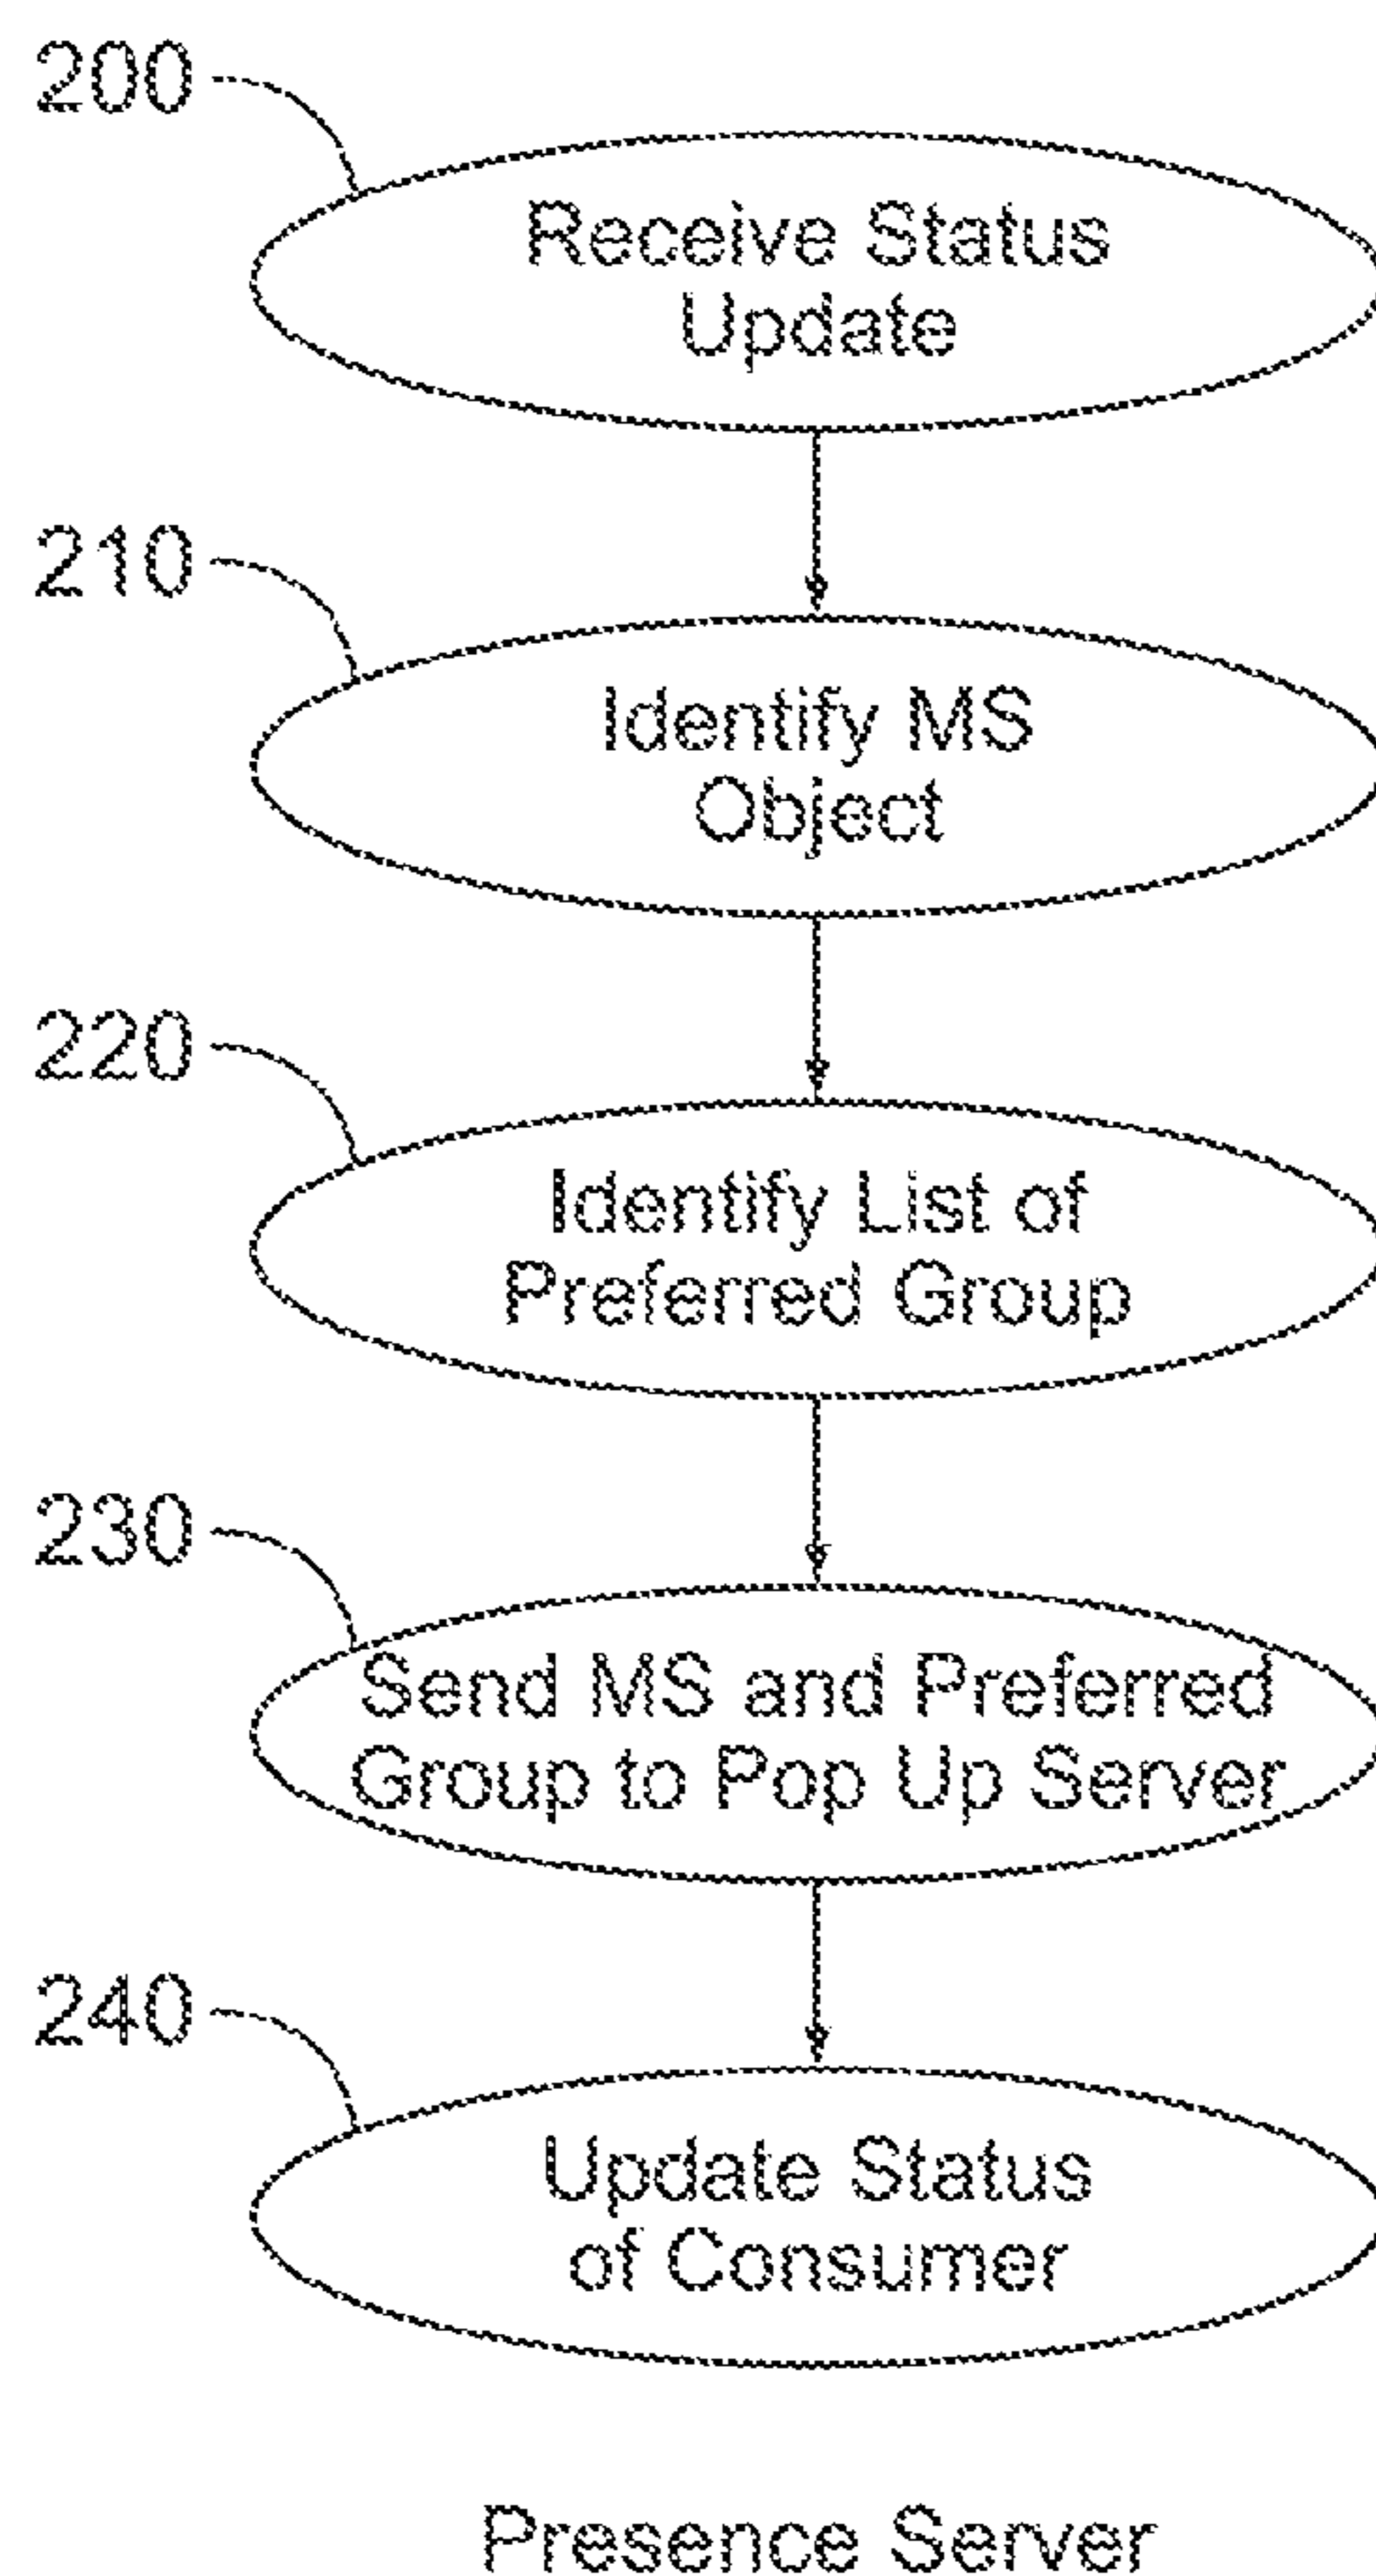 200
Receive Status
Update
210
Identify MS
Object
220
Identify List of
Preferred Group
230
Send MS and Preferred
Group to Pop Up Server
240
Update Status
of Consumer
Presence Server